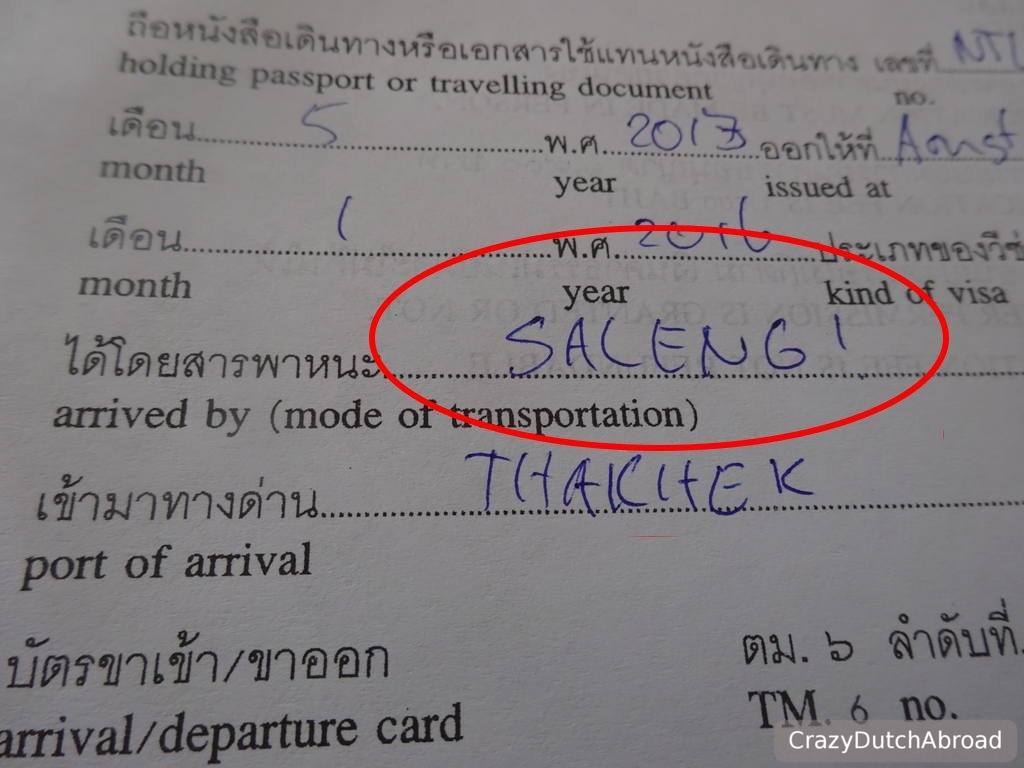 ถือหนังสือเดินทางหรือเอกสารใช้แทนหนังสือเดินทาง เลขที่ NTL
holding passport or travelling document no.
เดือน 5 พ.ศ. 2013 ออกให้ที่ Amst
month year issued at
เดือน 1 พ.ศ. 2016 ประเภทของวีซ่
month year kind of visa
ได้โดยสารพาหนะ SALENG!
arrived by (mode of transportation)
เข้ามาทางด่าน THAKHEK
port of arrival
บัตรขาเข้า/ขาออก ตม. ๖ ลำดับที่
arrival/departure card TM. 6 no.
CrazyDutchAbroad